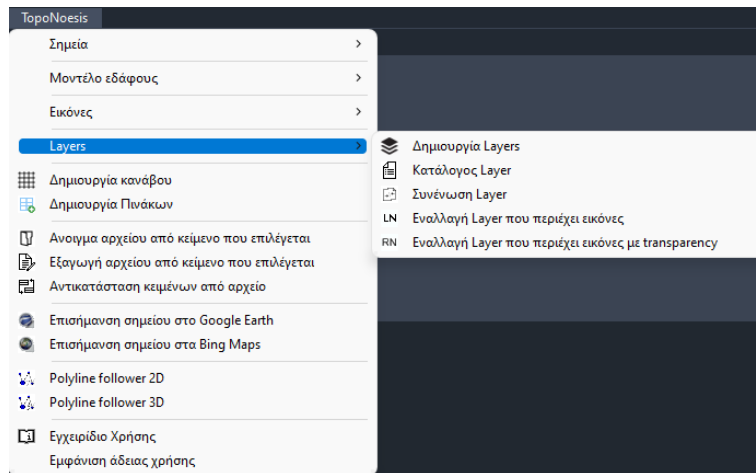 TopoNoesis
Σημεία
Μοντέλο εδάφους
Εικόνες
Layers
Δημιουργία κανάβου
Δημιουργία Πινάκων
Ανοιγμα αρχείου από κείμενο που επιλέγεται
Εξαγωγή αρχείου από κείμενο που επιλέγεται
Αντικατάσταση κειμένων από αρχείο
Επισήμανση σημείου στο Google Earth
Επισήμανση σημείου στα Bing Maps
Polyline follower 2D
Polyline follower 3D
Εγχειρίδιο Χρήσης
Εμφάνιση άδειας χρήσης
Δημιουργία Layers
Κατάλογος Layer
Συνένωση Layer
LN Εναλλαγή Layer που περιέχει εικόνες
RN Εναλλαγή Layer που περιέχει εικόνες με transparency